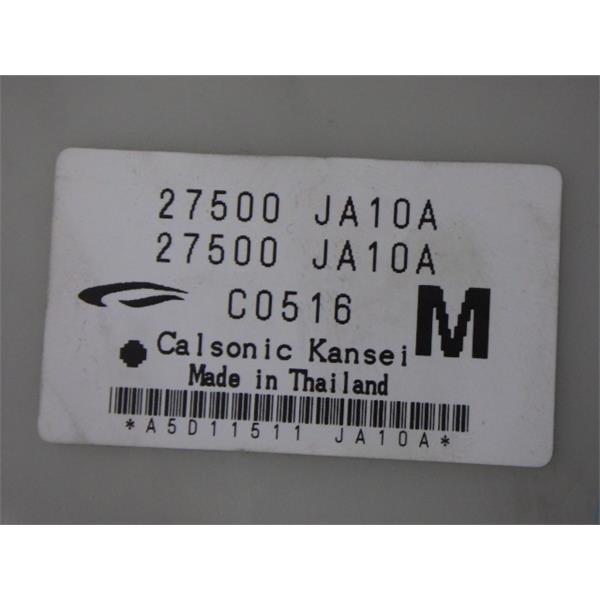 27500 JA10A
27500 JA10A
C0516
M
Calsonic Kansei
Made in Thailand
*A5D11511 JA10A*